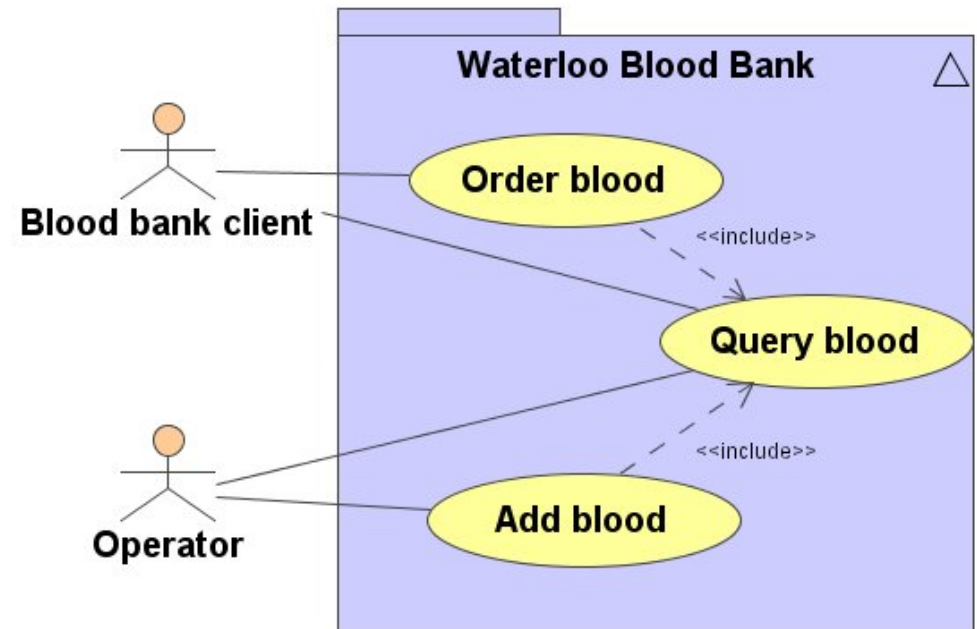 Waterloo Blood Bank
Order blood
Blood bank client
<<include>>
Query blood
<<include>>
Add blood
Operator